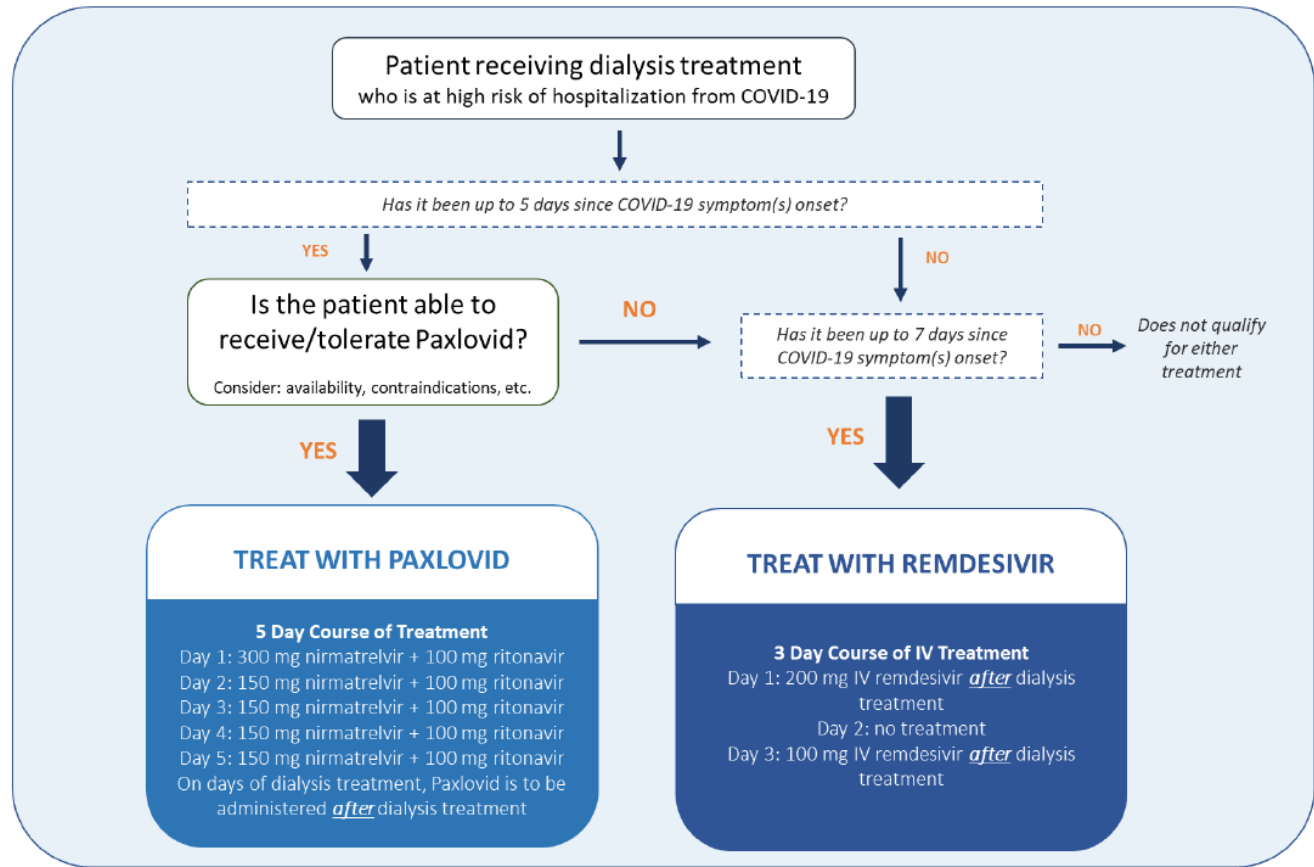 Patient receiving dialysis treatment
who is at high risk of hospitalization from COVID-19
Has it been up to 5 days since COVID-19 symptom(s) onset?
YES
NO
Is the patient able to
receive/tolerate Paxlovid?
Consider: availability, contraindications, etc.
NO
Has it been up to 7 days since
COVID-19 symptom(s) onset?
NO
Does not qualify
for either
treatment
YES
YES
TREAT WITH PAXLOVID
5 Day Course of Treatment
Day 1: 300 mg nirmatrelvir + 100 mg ritonavir
Day 2: 150 mg nirmatrelvir + 100 mg ritonavir
Day 3: 150 mg nirmatrelvir + 100 mg ritonavir
Day 4: 150 mg nirmatrelvir + 100 mg ritonavir
Day 5: 150 mg nirmatrelvir + 100 mg ritonavir
On days of dialysis treatment, Paxlovid is to be
administered after dialysis treatment
TREAT WITH REMDESIVIR
3 Day Course of IV Treatment
Day 1: 200 mg IV remdesivir after dialysis
treatment
Day 2: no treatment
Day 3: 100 mg IV remdesivir after dialysis
treatment